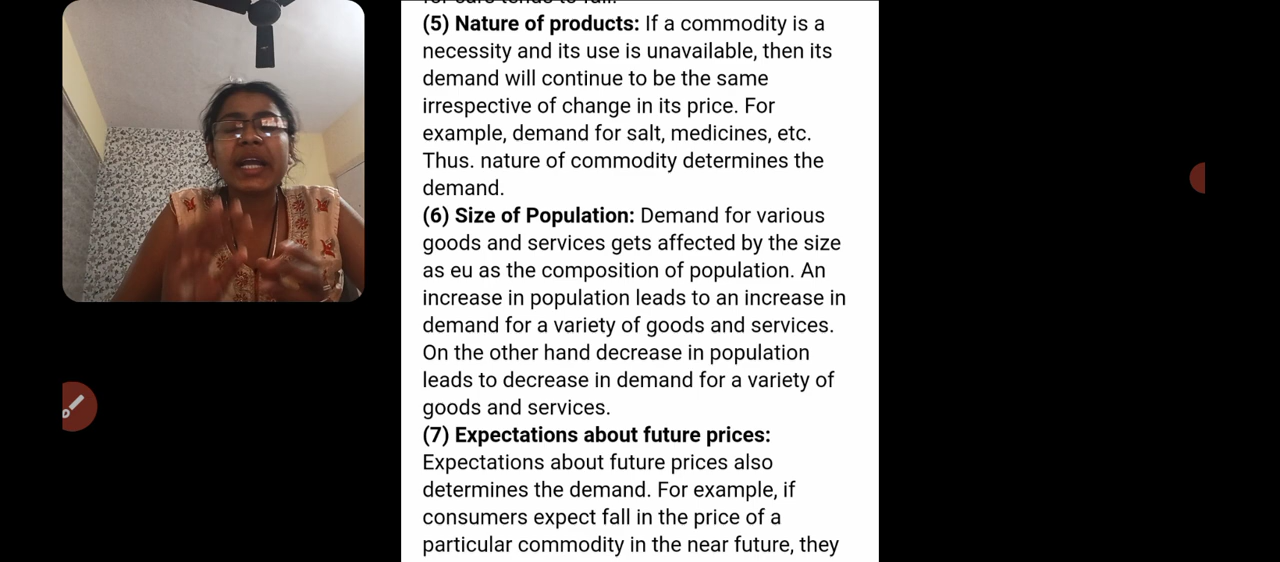 (5) Nature of products: If a commodity is a
necessity and its use is unavailable, then its
demand will continue to be the same
irrespective of change in its price. For
example, demand for salt, medicines, etc.
Thus. nature of commodity determines the
demand.
(6) Size of Population: Demand for various
goods and services gets affected by the size
as eu as the composition of population. An
increase in population leads to an increase in
demand for a variety of goods and services.
On the other hand decrease in population
leads to decrease in demand for a variety of
goods and services.
(7) Expectations about future prices:
Expectations about future prices also
determines the demand. For example, if
consumers expect fall in the price of a
particular commodity in the near future, they